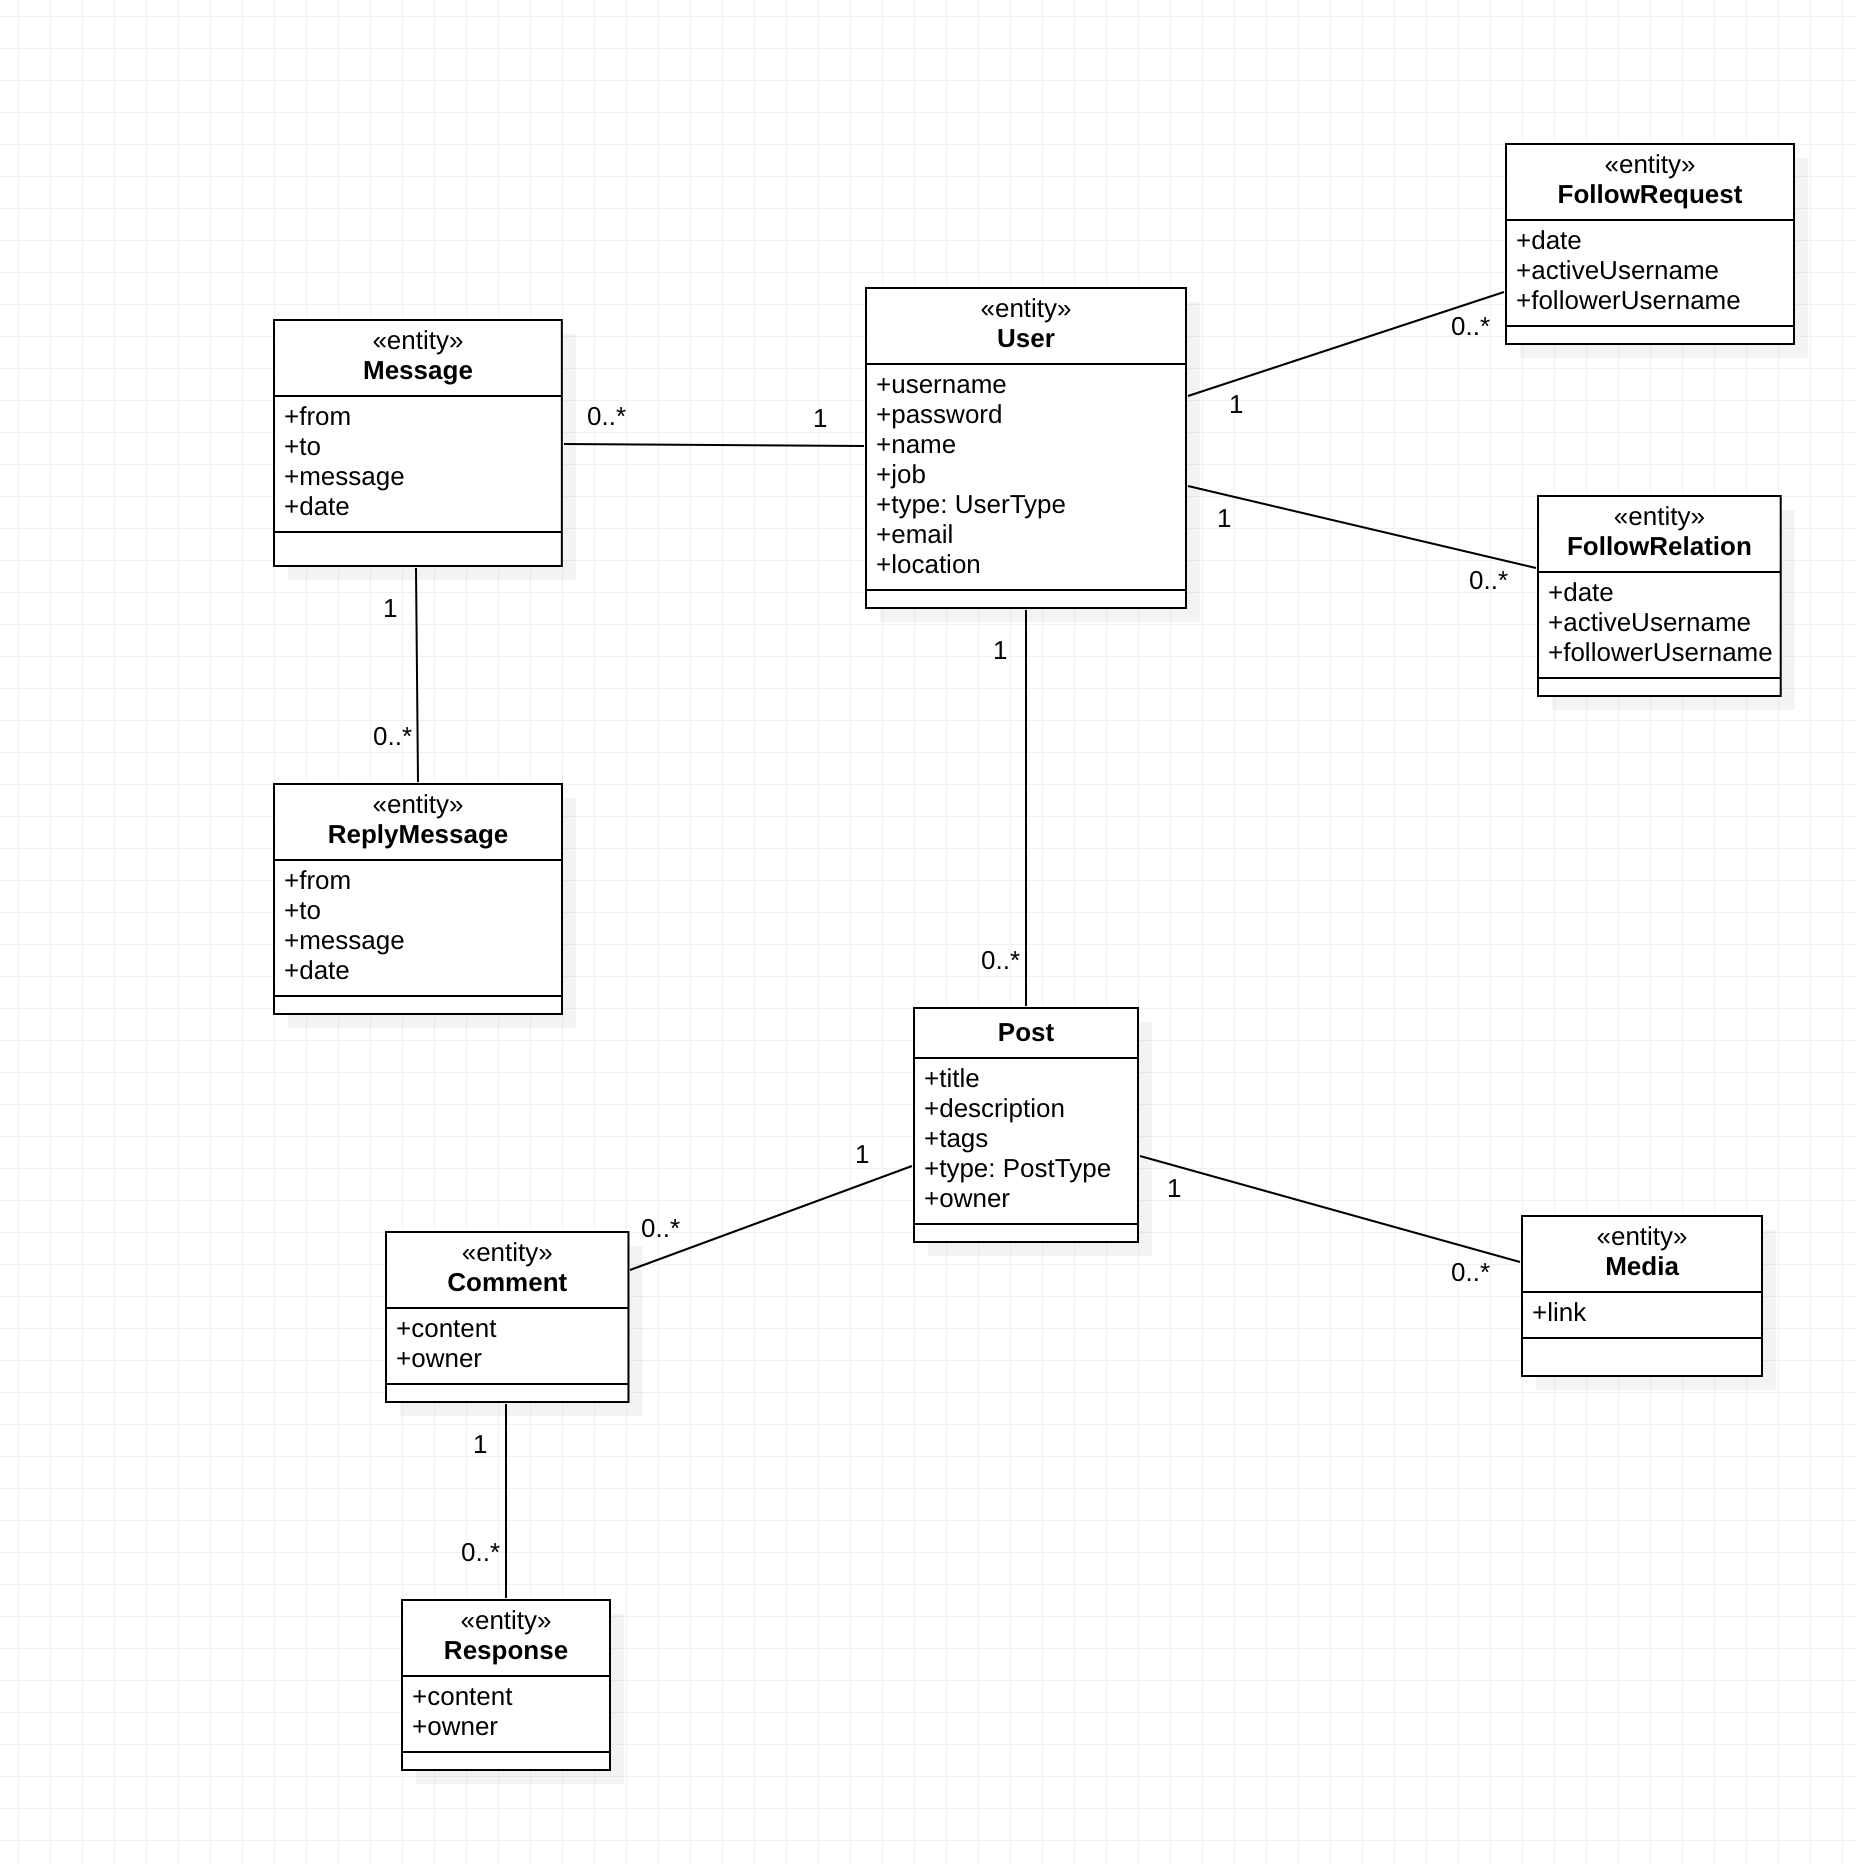 «entity»
FollowRequest
+date
+activeUsername
+followerUsername
0..*
1
«entity»
User
+username
+password
+name
+job
+type: UserType
+email
+location
«entity»
Message
+from
+to
+message
+date
0..*
1
1
0..*
«entity»
FollowRelation
+date
+activeUsername
+followerUsername
1
0..*
1
0..*
«entity»
ReplyMessage
+from
+to
+message
+date
Post
+title
+description
+tags
+type: PostType
+owner
1
0..*
1
0..*
«entity»
Comment
+content
+owner
«entity»
Media
+link
1
0..*
«entity»
Response
+content
+owner